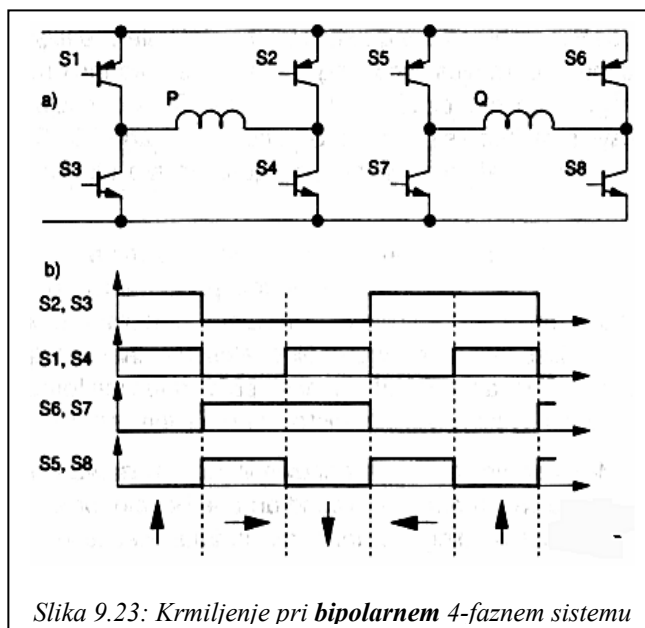 S1 S2 S5 S6
a) P Q
S3 S4 S7 S8
b)
S2, S3
S1, S4
S6, S7
S5, S8
Slika 9.23: Krmiljenje pri bipolarnem 4-faznem sistemu